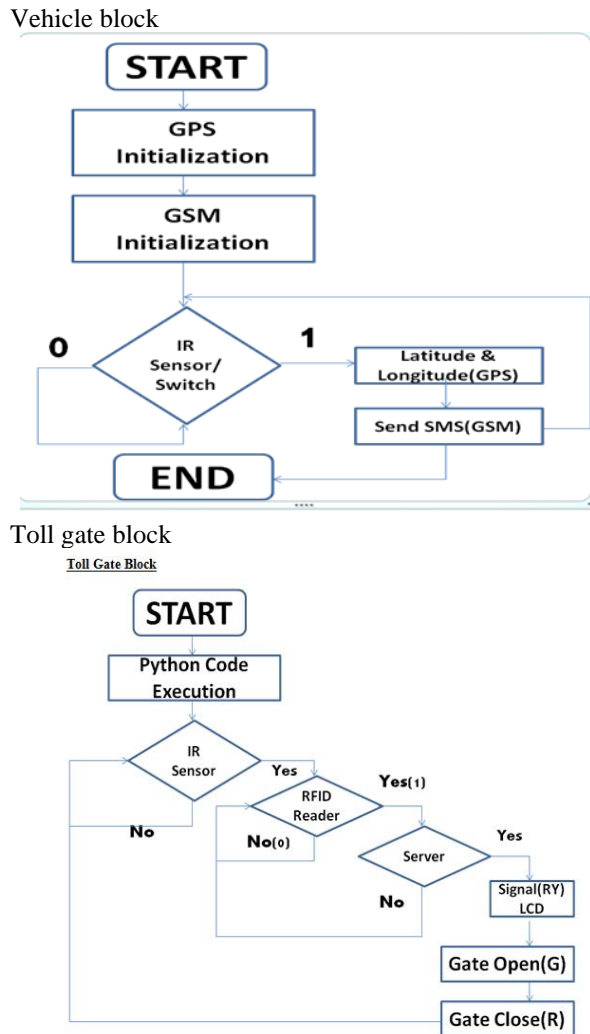 Vehicle block
START
GPS
Initialization
GSM
Initialization
0
IR
Sensor/
Switch
1
Latitude &
Longitude(GPS)
Send SMS(GSM)
END
Toll gate block
Toll Gate Block
START
Python Code
Execution
IR
Sensor
Yes
No
RFID
Reader
Yes(1)
No(0)
Server
Yes
No
Signal(RY)
LCD
Gate Open(G)
Gate Close(R)